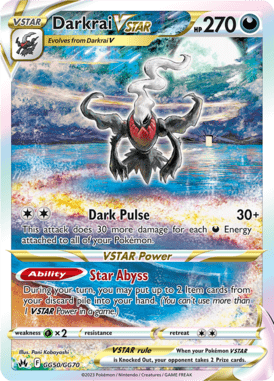 VSTAR Darkrai VSTAR HP 270
Evolves from Darkrai V
Dark Pulse 30+
This attack does 30 more damage for each Energy
attached to all of your Pokémon.
VSTAR Power
Ability Star Abyss
During your turn, you may put up to 2 Item cards from
your discard pile into your hand. (You can't use more than
1 VSTAR Power in a game.)
weakness ×2 resistance retreat
Illus. Pani Kobayashi
VSTAR rule When your Pokémon VSTAR
is Knocked Out, your opponent takes 2 Prize cards.
F GG50/GG70
©2023 Pokémon / Nintendo / Creatures / GAME FREAK